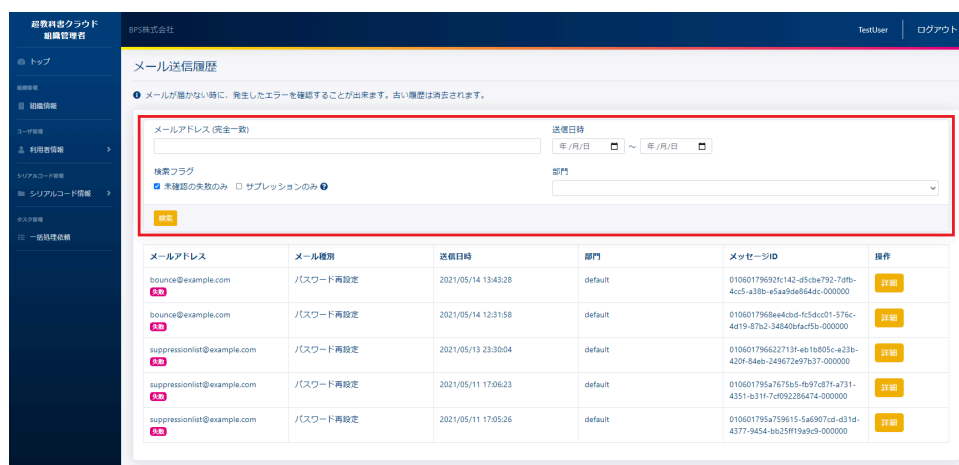 超教科書クラウド
組織管理者
BPS株式会社
TestUser
ログアウト
トップ
組織管理
組織情報
ユーザ管理
利用者情報
シリアルコード管理
シリアルコード情報
タスク管理
一括処理依頼
メール送信履歴
メールが届かない時に、発生したエラーを確認することが出来ます。古い履歴は消去されます。
メールアドレス (完全一致)
送信日時
年 /月/日 ～ 年 /月/日
検索フラグ
部門
未確認の失敗のみ サプレッションのみ
検索
メールアドレス メール種別 送信日時 部門 メッセージID 操作
bounce@example.com パスワード再設定 2021/05/14 13:43:28 default 01060179692fc142-d5cbe792-7dfb- 詳細
失敗 4cc5-a38b-e5aa9de864dc-000000
bounce@example.com パスワード再設定 2021/05/14 12:31:58 default 0106017968ee4cbd-fc5dcc01-576c- 詳細
失敗 4d19-87b2-34840bfacf5b-000000
suppressionlist@example.com パスワード再設定 2021/05/13 23:30:04 default 010601796622713f-eb1b805c-e23b- 詳細
失敗 420f-84eb-249672e97b37-000000
suppressionlist@example.com パスワード再設定 2021/05/11 17:06:23 default 010601795a7675b5-fb97c87f-a731- 詳細
失敗 4351-b31f-7cf092286474-000000
suppressionlist@example.com パスワード再設定 2021/05/11 17:05:26 default 010601795a759615-5a6907cd-d31d- 詳細
失敗 4377-9454-bb25ff19a9c9-000000